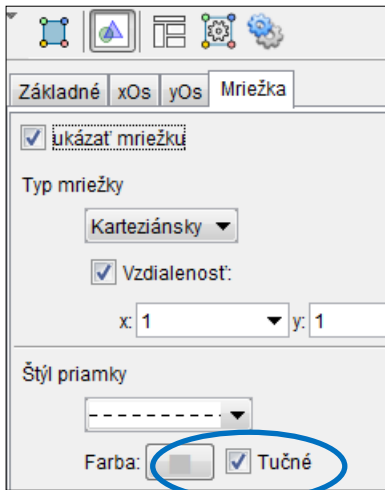 Základné xOs yOs Mriežka
ukázať mriežku
Typ mriežky
Karteziánsky
Vzdialenosť:
x: 1 y: 1
Štýl priamky
Farba: Tučné